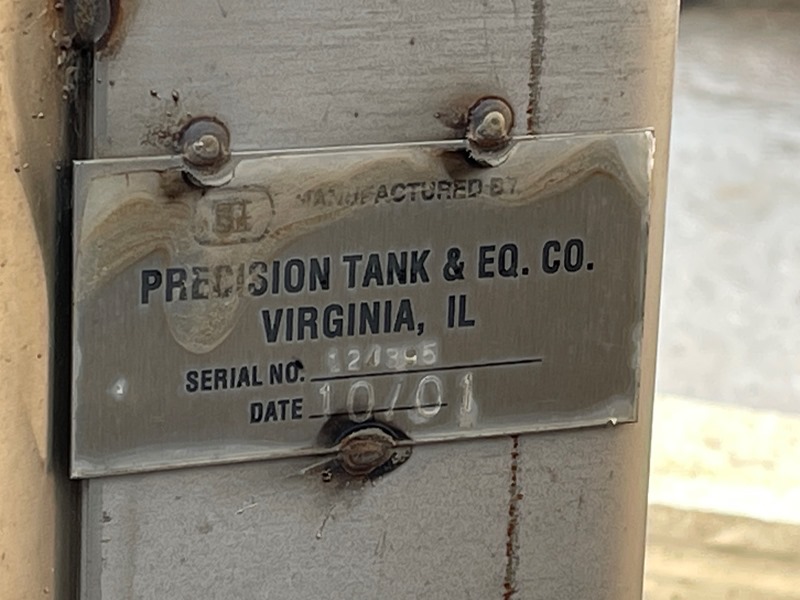 MANUFACTURED BY
PRECISION TANK & EQ. CO.
VIRGINIA, IL
SERIAL NO.
DATE 10/01